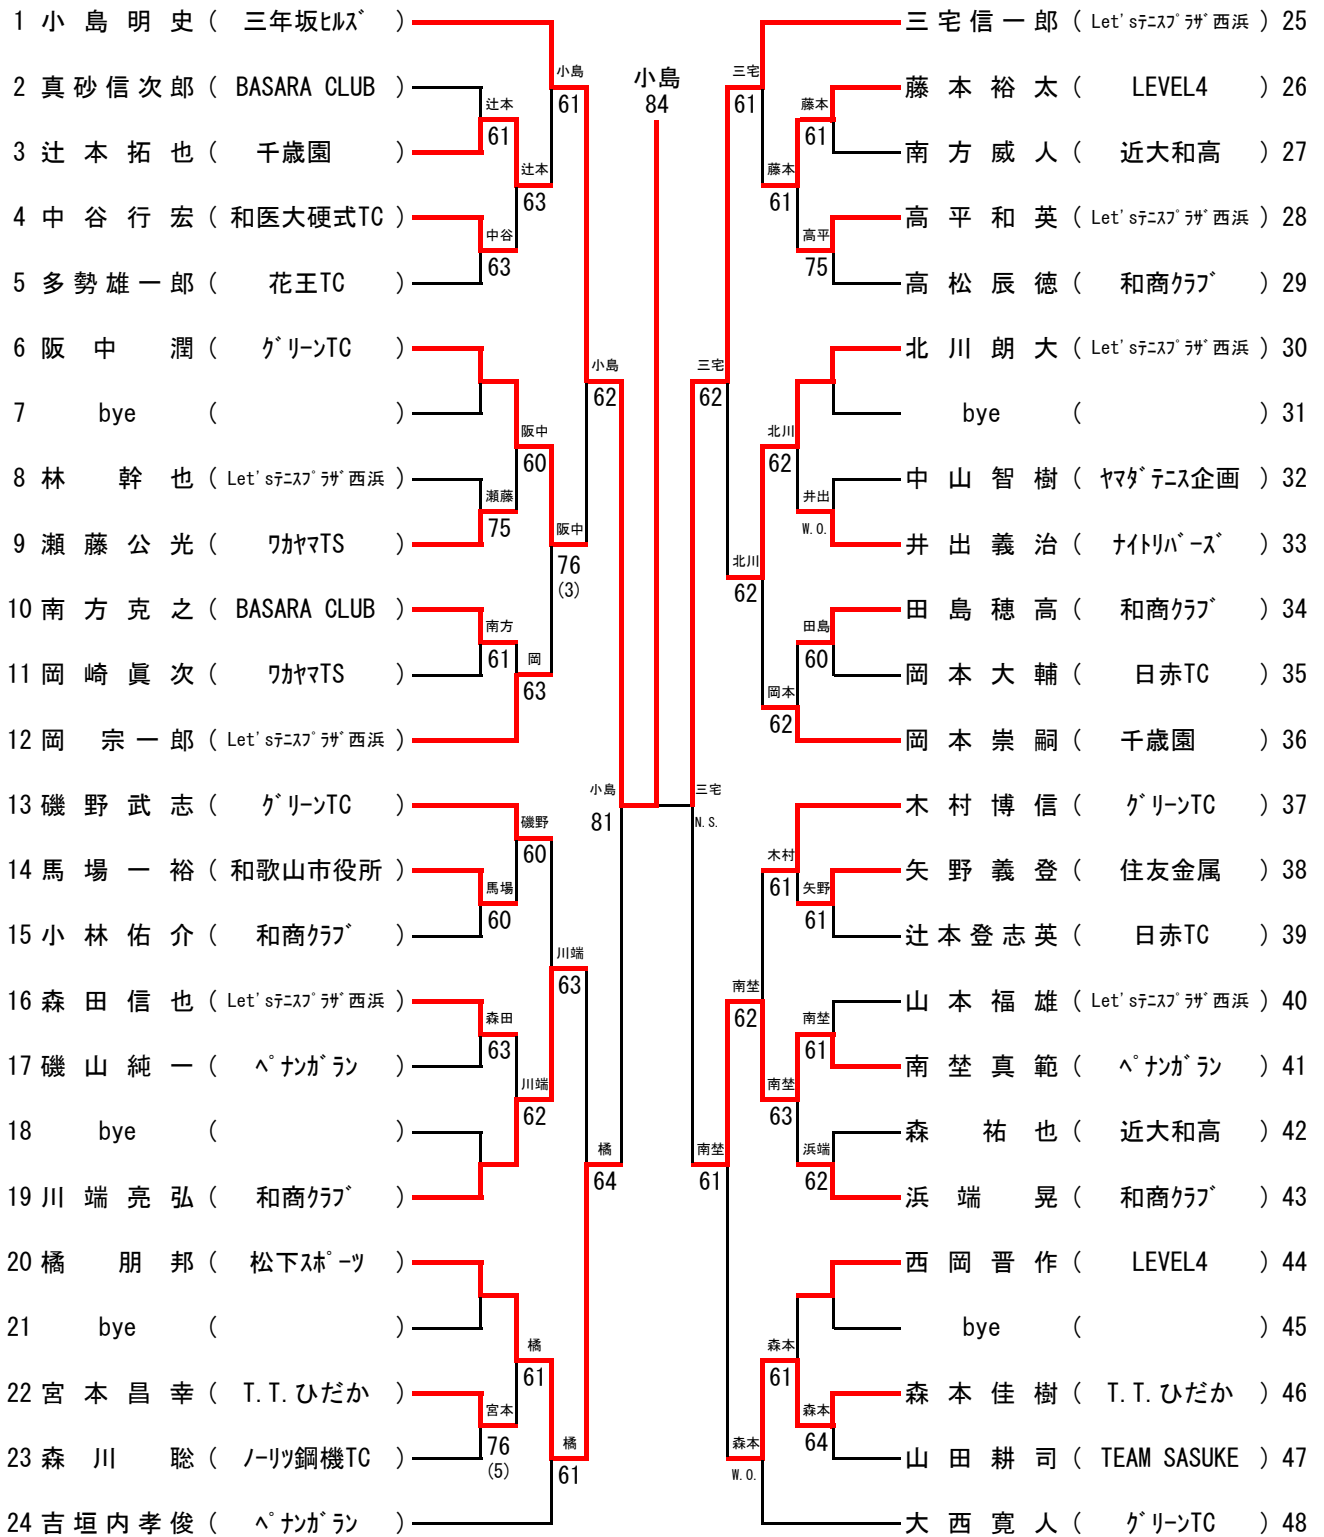 1 小島明史 ( 三年坂ﾋﾙｽﾞ )
2 真砂信次郎 ( BASARA CLUB )
3 辻本拓也 ( 千歳園 )
4 中谷行宏 ( 和医大硬式TC )
5 多勢雄一郎 ( 花王TC )
6 阪中 潤 ( ｸﾞﾘｰﾝTC )
7 bye ( )
8 林 幹也 ( Let'sﾃﾆｽﾌﾟﾗｻﾞ西浜 )
9 瀬藤公光 ( ﾜｶﾔﾏTS )
10 南方克之 ( BASARA CLUB )
11 岡崎眞次 ( ﾜｶﾔﾏTS )
12 岡 宗一郎 ( Let'sﾃﾆｽﾌﾟﾗｻﾞ西浜 )
13 磯野武志 ( ｸﾞﾘｰﾝTC )
14 馬場一裕 ( 和歌山市役所 )
15 小林佑介 ( 和商ｸﾗﾌﾞ )
16 森田信也 ( Let'sﾃﾆｽﾌﾟﾗｻﾞ西浜 )
17 磯山純一 ( ﾍﾟﾅﾝｶﾞﾗﾝ )
18 bye ( )
19 川端亮弘 ( 和商ｸﾗﾌﾞ )
20 橘 朋邦 ( 松下ｽﾎﾟｰﾂ )
21 bye ( )
22 宮本昌幸 ( T.T.ひだか )
23 森川 聡 ( ﾉｰﾘﾂ鋼機TC )
24 吉垣内孝俊 ( ﾍﾟﾅﾝｶﾞﾗﾝ )
辻本
61
中谷
63
瀬藤
75
南方
61
馬場
60
森田
63
宮本
76
(5)
辻本
63
阪中
60
岡
63
磯野
60
川端
62
橘
61
小島
61
阪中
76
(3)
川端
63
橘
61
小島
62
橘
64
小島
81
小島
84
三宅
N.S.
三宅
62
南埜
61
三宅
61
北川
62
南埜
62
森本
W.O.
藤本
61
北川
62
岡本
62
木村
61
南埜
63
森本
61
藤本
61
高平
75
井出
W.O.
田島
60
矢野
61
南埜
61
浜端
62
森本
64
三宅信一郎 ( Let'sﾃﾆｽﾌﾟﾗｻﾞ西浜 ) 25
藤本裕太 ( LEVEL4 ) 26
南方威人 ( 近大和高 ) 27
高平和英 ( Let'sﾃﾆｽﾌﾟﾗｻﾞ西浜 ) 28
高松辰徳 ( 和商ｸﾗﾌﾞ ) 29
北川朗大 ( Let'sﾃﾆｽﾌﾟﾗｻﾞ西浜 ) 30
bye ( ) 31
中山智樹 ( ﾔﾏﾀﾞﾃﾆｽ企画 ) 32
井出義治 ( ﾅｲﾄﾘﾊﾞｰｽﾞ ) 33
田島穂高 ( 和商ｸﾗﾌﾞ ) 34
岡本大輔 ( 日赤TC ) 35
岡本崇嗣 ( 千歳園 ) 36
木村博信 ( ｸﾞﾘｰﾝTC ) 37
矢野義登 ( 住友金属 ) 38
辻本登志英 ( 日赤TC ) 39
山本福雄 ( Let'sﾃﾆｽﾌﾟﾗｻﾞ西浜 ) 40
南埜真範 ( ﾍﾟﾅﾝｶﾞﾗﾝ ) 41
森 祐也 ( 近大和高 ) 42
浜端 晃 ( 和商ｸﾗﾌﾞ ) 43
西岡晋作 ( LEVEL4 ) 44
bye ( ) 45
森本佳樹 ( T.T.ひだか ) 46
山田耕司 ( TEAM SASUKE ) 47
大西寛人 ( ｸﾞﾘｰﾝTC ) 48